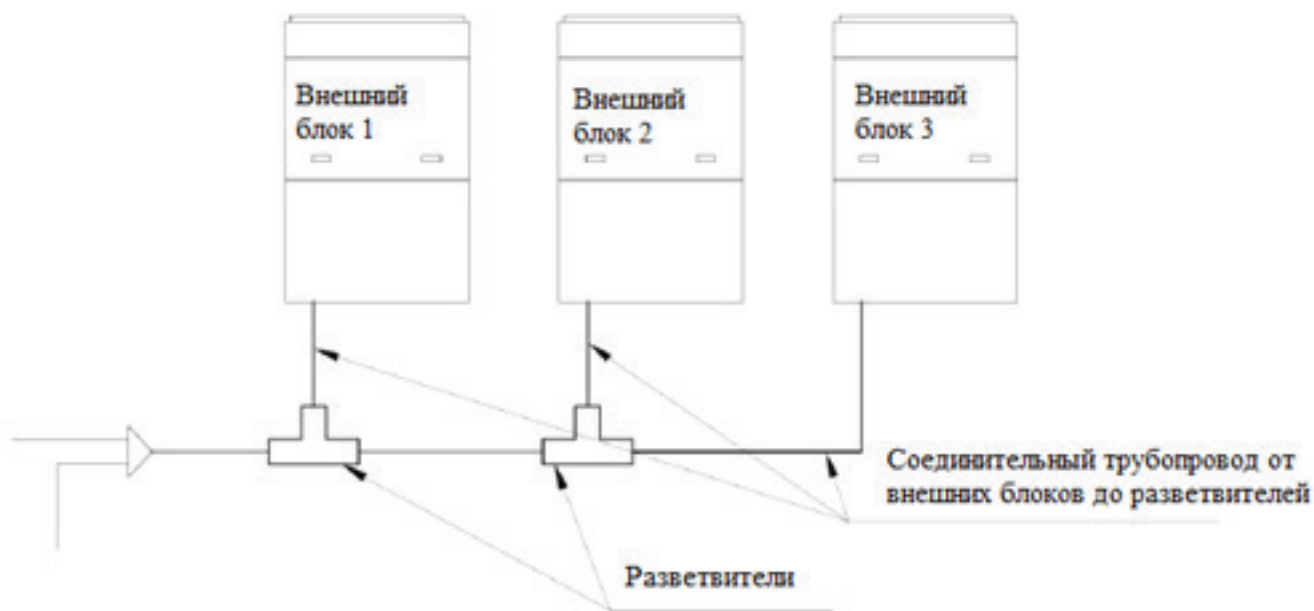 Внешний
блок 1
Внешний
блок 2
Внешний
блок 3
Соединительный трубопровод от
внешних блоков до разветвителей
Разветвители